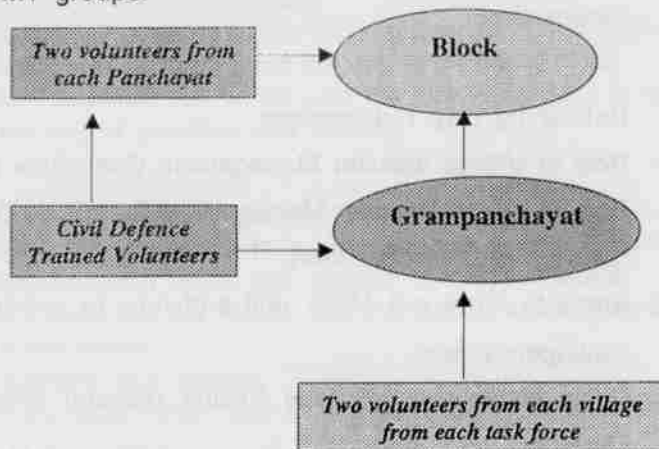 groups.
Two volunteers from
each Panchayat
Block
Civil Defence
Trained Volunteers
Grampanchayat
Two volunteers from each village
from each task force